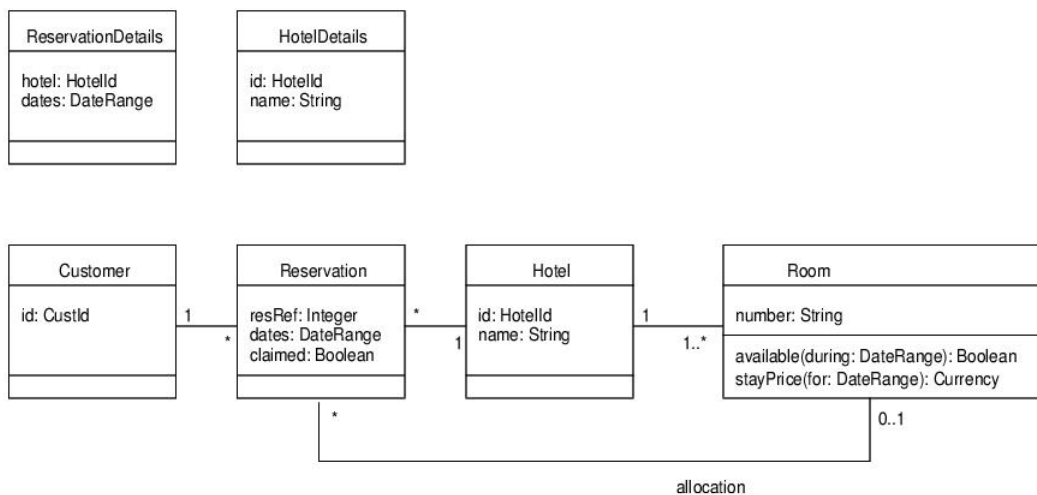 ReservationDetails
hotel: HotelId
dates: DateRange
HotelDetails
id: HotelId
name: String
Customer
id: CustId
1
*
Reservation
resRef: Integer
dates: DateRange
claimed: Boolean
*
1
Hotel
id: HotelId
name: String
1
1..*
Room
number: String
available(during: DateRange): Boolean
stayPrice(for: DateRange): Currency
*
0..1
allocation